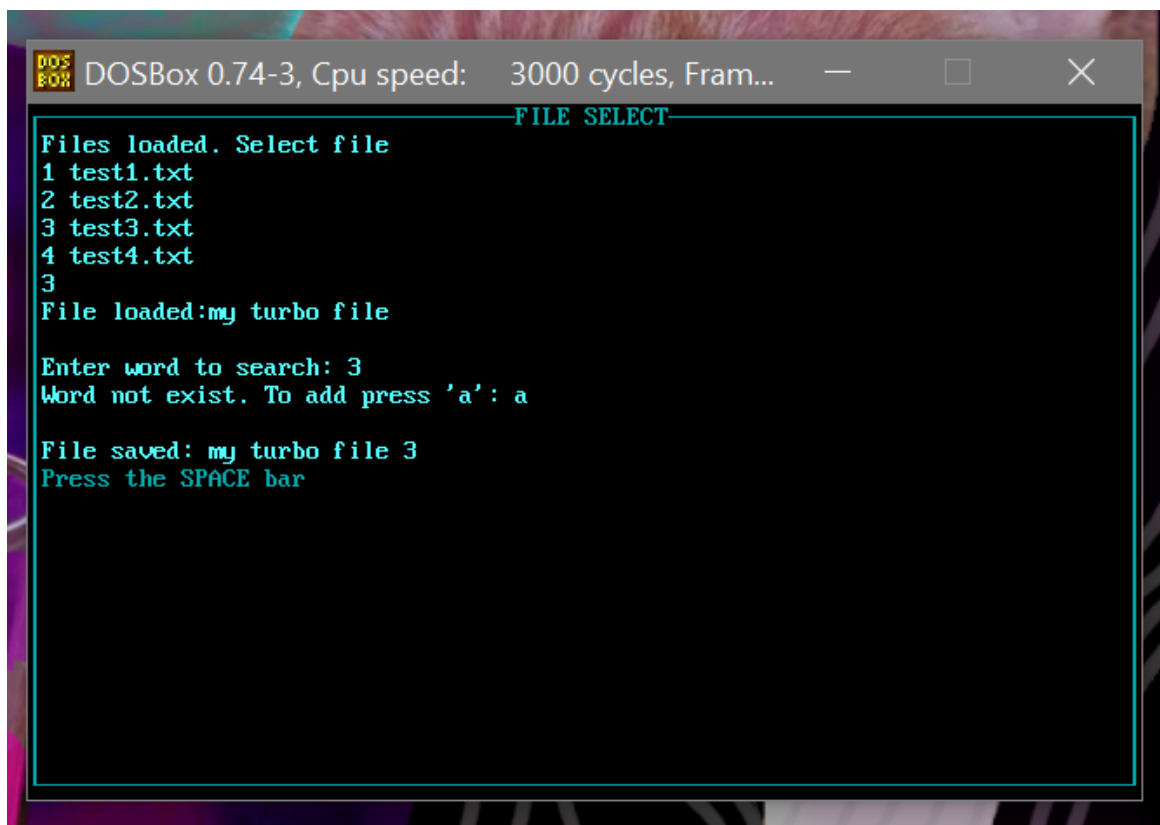 DOS
BOX
DOSBox 0.74-3, Cpu speed: 3000 cycles, Fram...
FILE SELECT
Files loaded. Select file
1 test1.txt
2 test2.txt
3 test3.txt
4 test4.txt
3
File loaded:my turbo file
Enter word to search: 3
Word not exist. To add press 'a': a
File saved: my turbo file 3
Press the SPACE bar